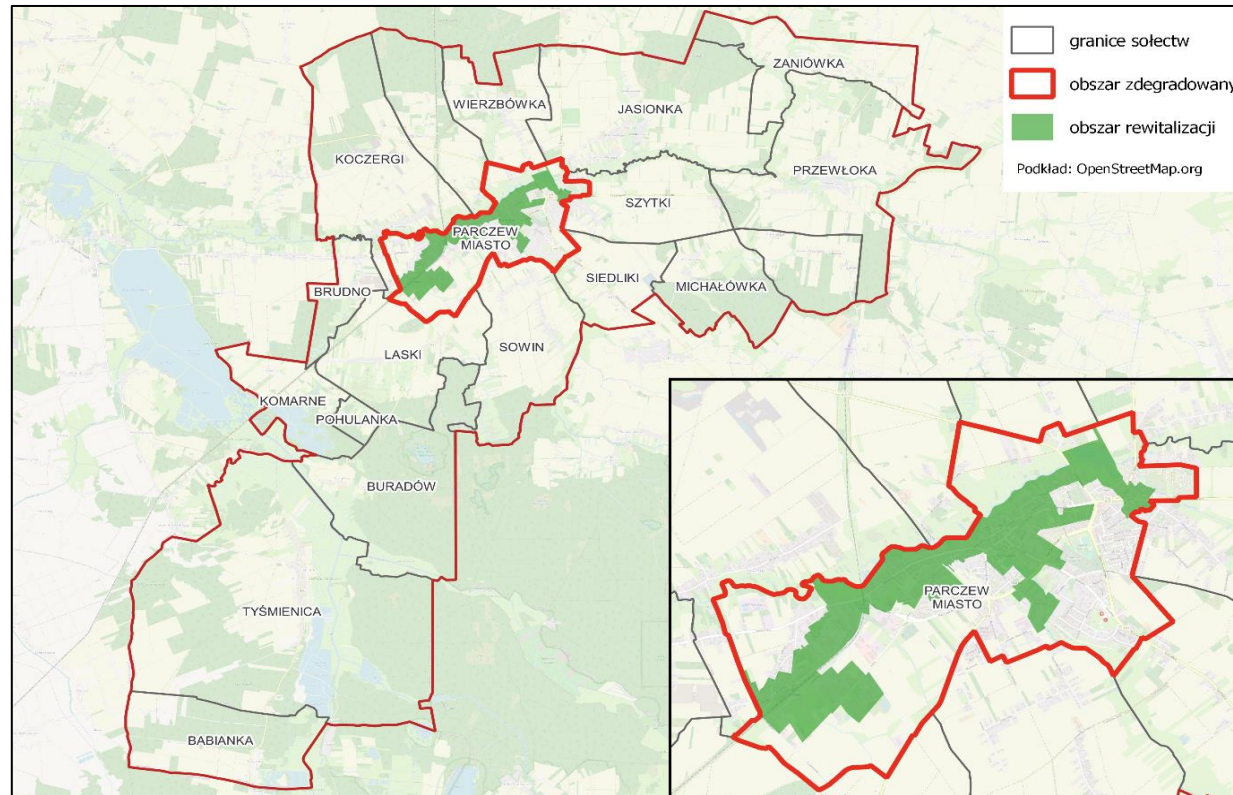 granice sołectw
obszar zdegradowany
obszar rewitalizacji
Podkład: OpenStreetMap.org
ZANIÓWKA
WIERZBÓWKA
JASIONKA
KOCZERGI
PRZEWŁOKA
SZYTKI
PARCZEW
MIASTO
SIEDLIKI
MICHAŁÓWKA
BRUDNO
LASKI
SOWIN
KOMARNE
POHULANKA
BURADÓW
TYŚMIENICA
BABIANKA
PARCZEW
MIASTO